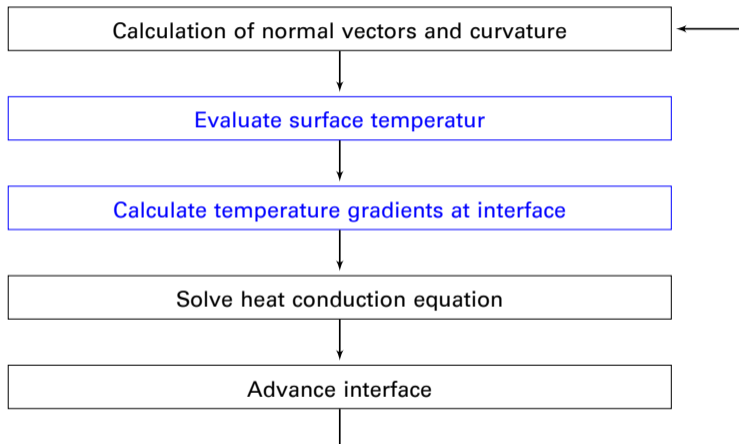 Calculation of normal vectors and curvature
Evaluate surface temperatur
Calculate temperature gradients at interface
Solve heat conduction equation
Advance interface